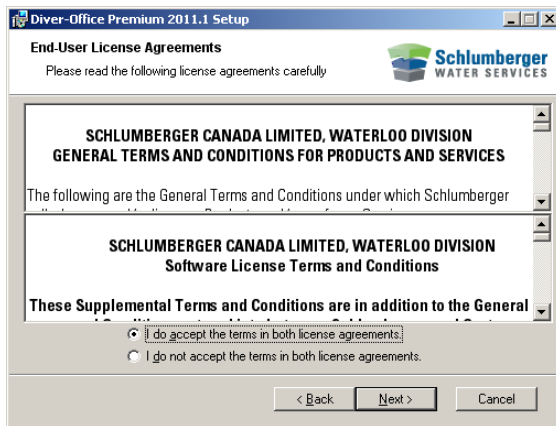 Diver-Office Premium 2011.1 Setup
End-User License Agreements
Please read the following license agreements carefully
Schlumberger
WATER SERVICES
SCHLUMBERGER CANADA LIMITED, WATERLOO DIVISION
GENERAL TERMS AND CONDITIONS FOR PRODUCTS AND SERVICES
The following are the General Terms and Conditions under which Schlumberger
SCHLUMBERGER CANADA LIMITED, WATERLOO DIVISION
Software License Terms and Conditions
These Supplemental Terms and Conditions are in addition to the General
I do accept the terms in both license agreements.
I do not accept the terms in both license agreements.
< Back
Next >
Cancel